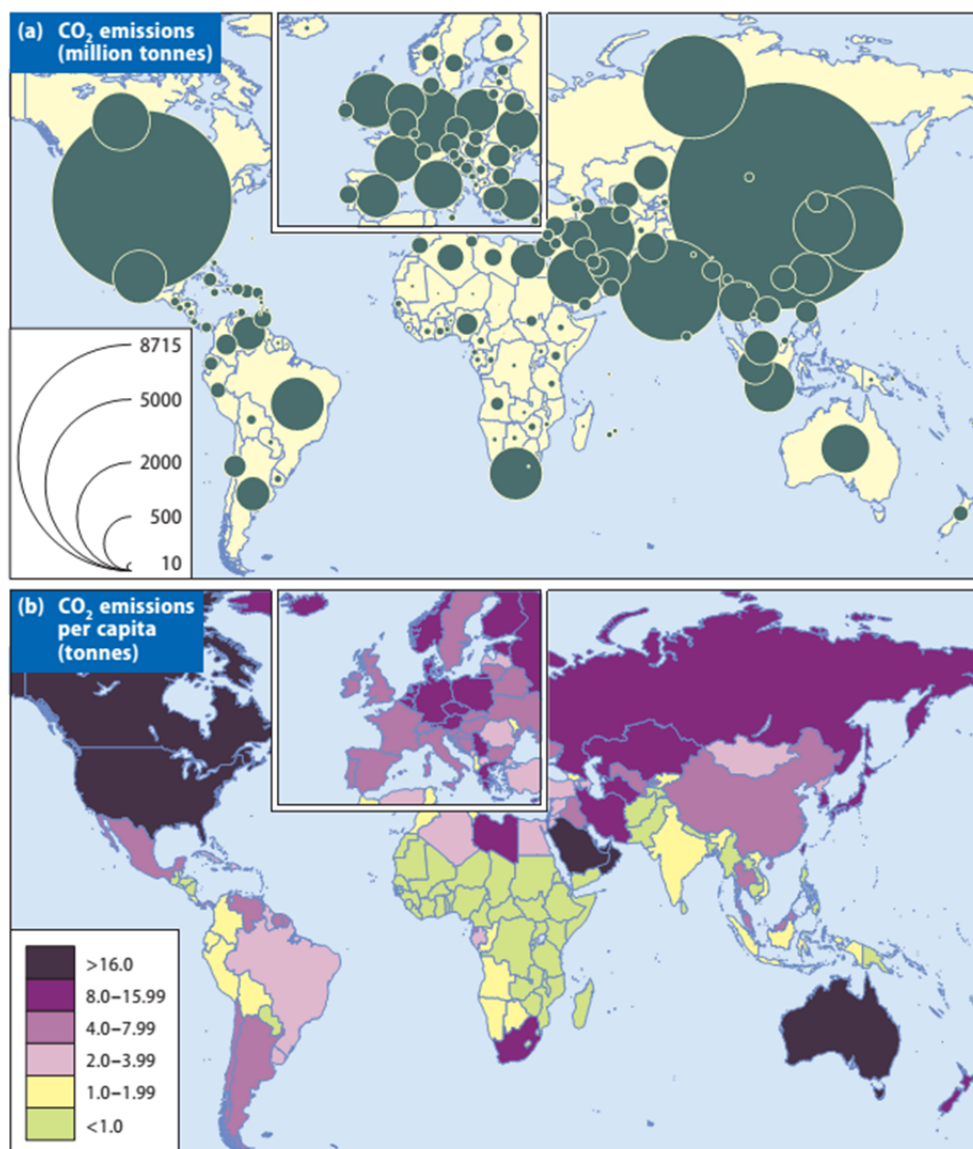 (a) CO₂ emissions
(million tonnes)
8715
5000
2000
500
10
(b) CO₂ emissions
per capita
(tonnes)
>16.0
8.0–15.99
4.0–7.99
2.0–3.99
1.0–1.99
<1.0